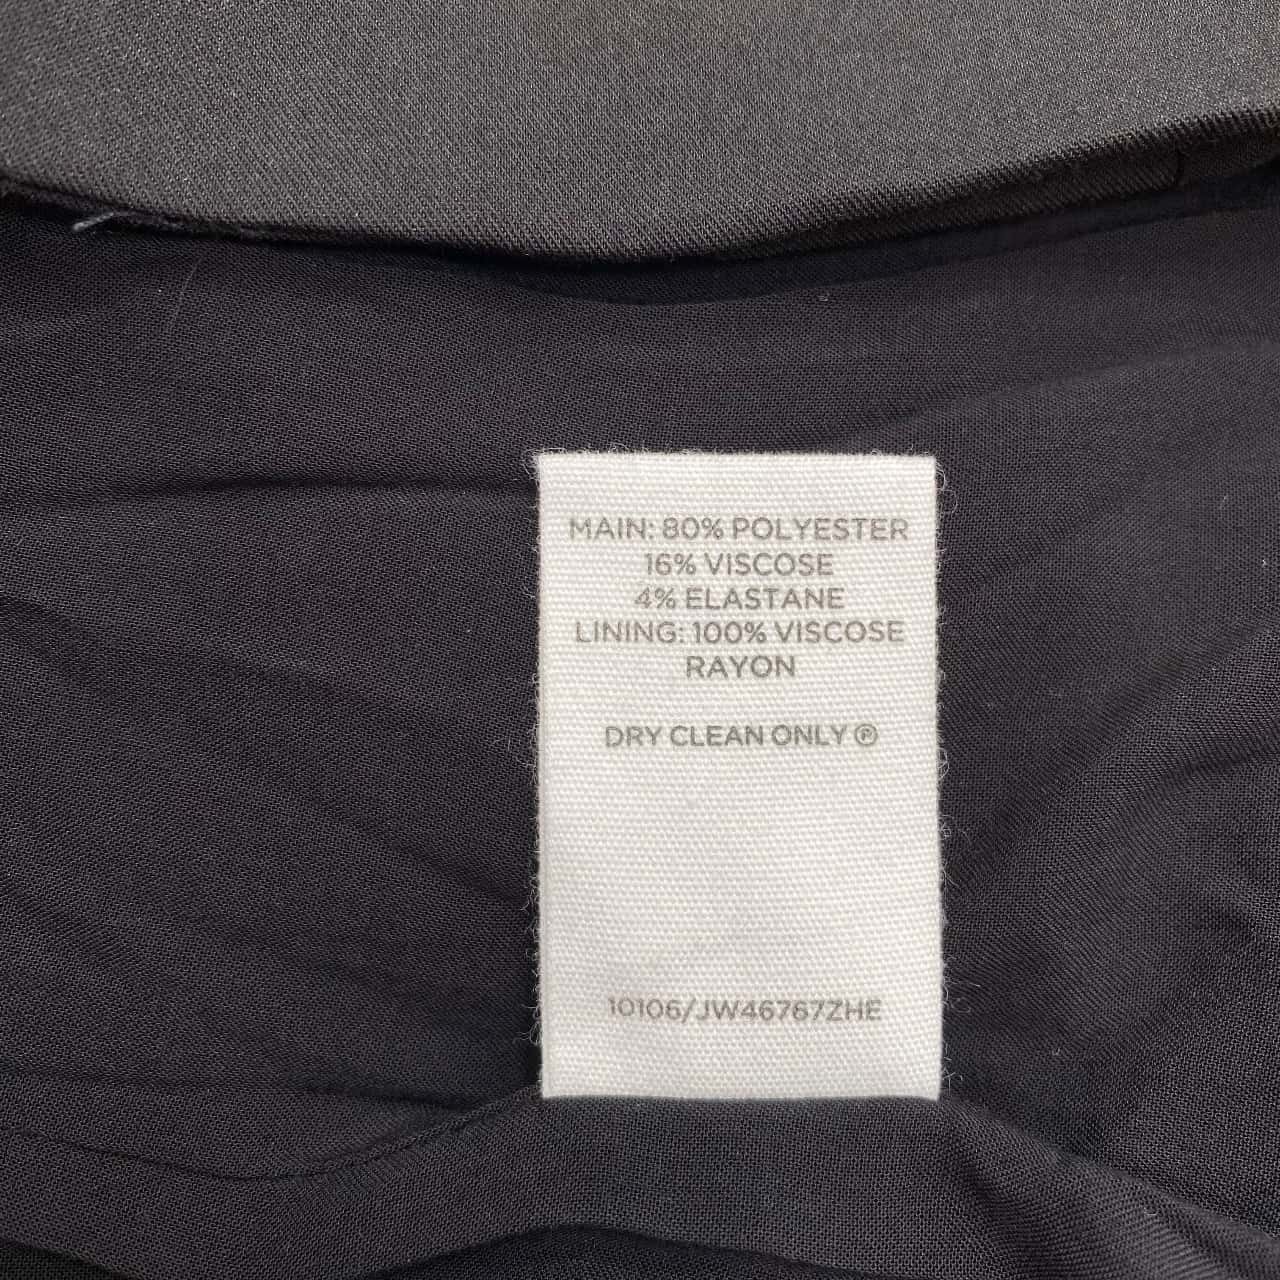 MAIN: 80% POLYESTER
16% VISCOSE
4% ELASTANE
LINING: 100% VISCOSE
RAYON
DRY CLEAN ONLY Ⓟ
10106/JW46767ZHE